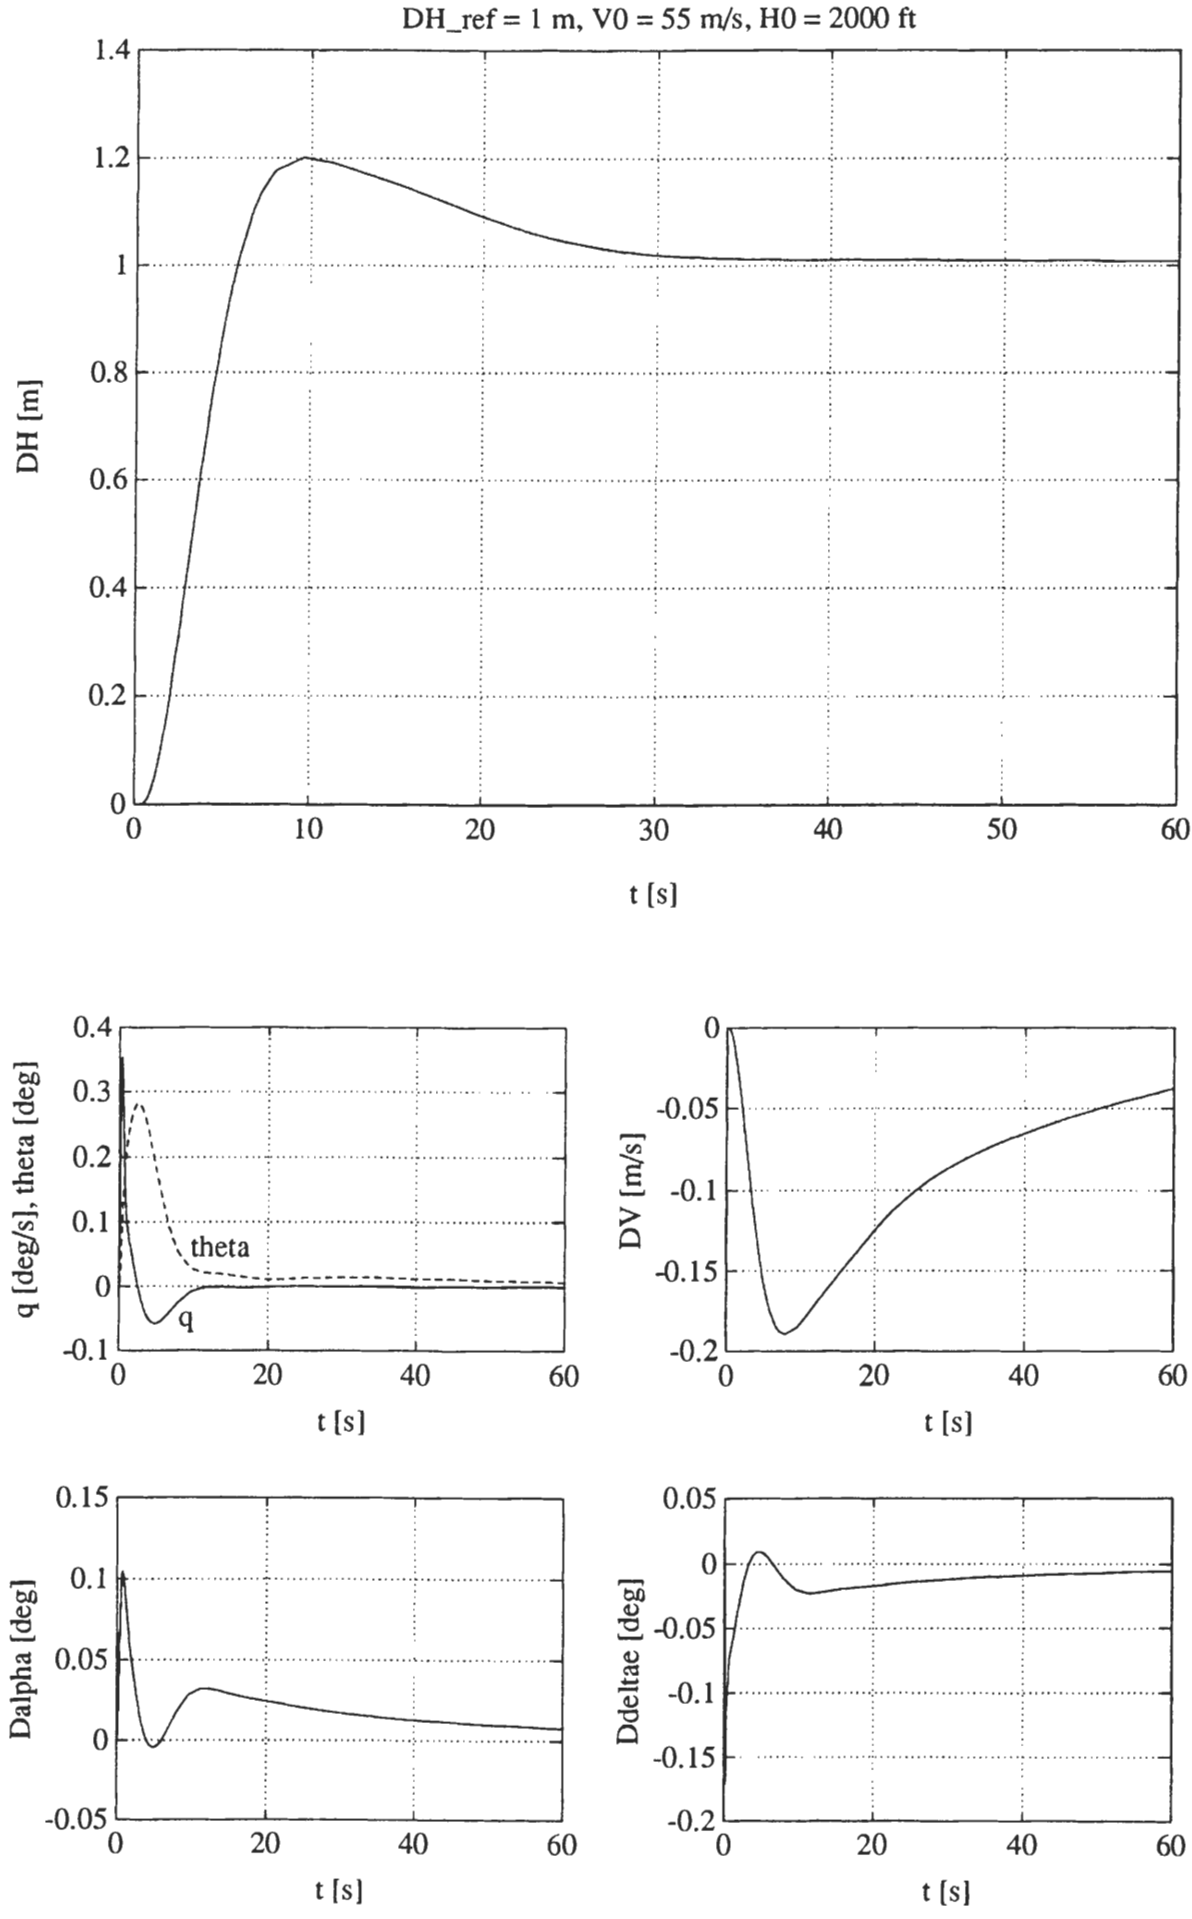 DH_ref = 1 m, V0 = 55 m/s, H0 = 2000 ft
1.4
1.2
1
0.8
0.6
0.4
0.2
0
DH [m]
0 10 20 30 40 50 60
t [s]
0.4
0.3
0.2
0.1
0
-0.1
q [deg/s], theta [deg]
theta
q
0 20 40 60
t [s]
0
-0.05
-0.1
-0.15
-0.2
DV [m/s]
0 20 40 60
t [s]
0.15
0.1
0.05
0
-0.05
Dalpha [deg]
0 20 40 60
t [s]
0.05
0
-0.05
-0.1
-0.15
-0.2
Ddeltae [deg]
0 20 40 60
t [s]